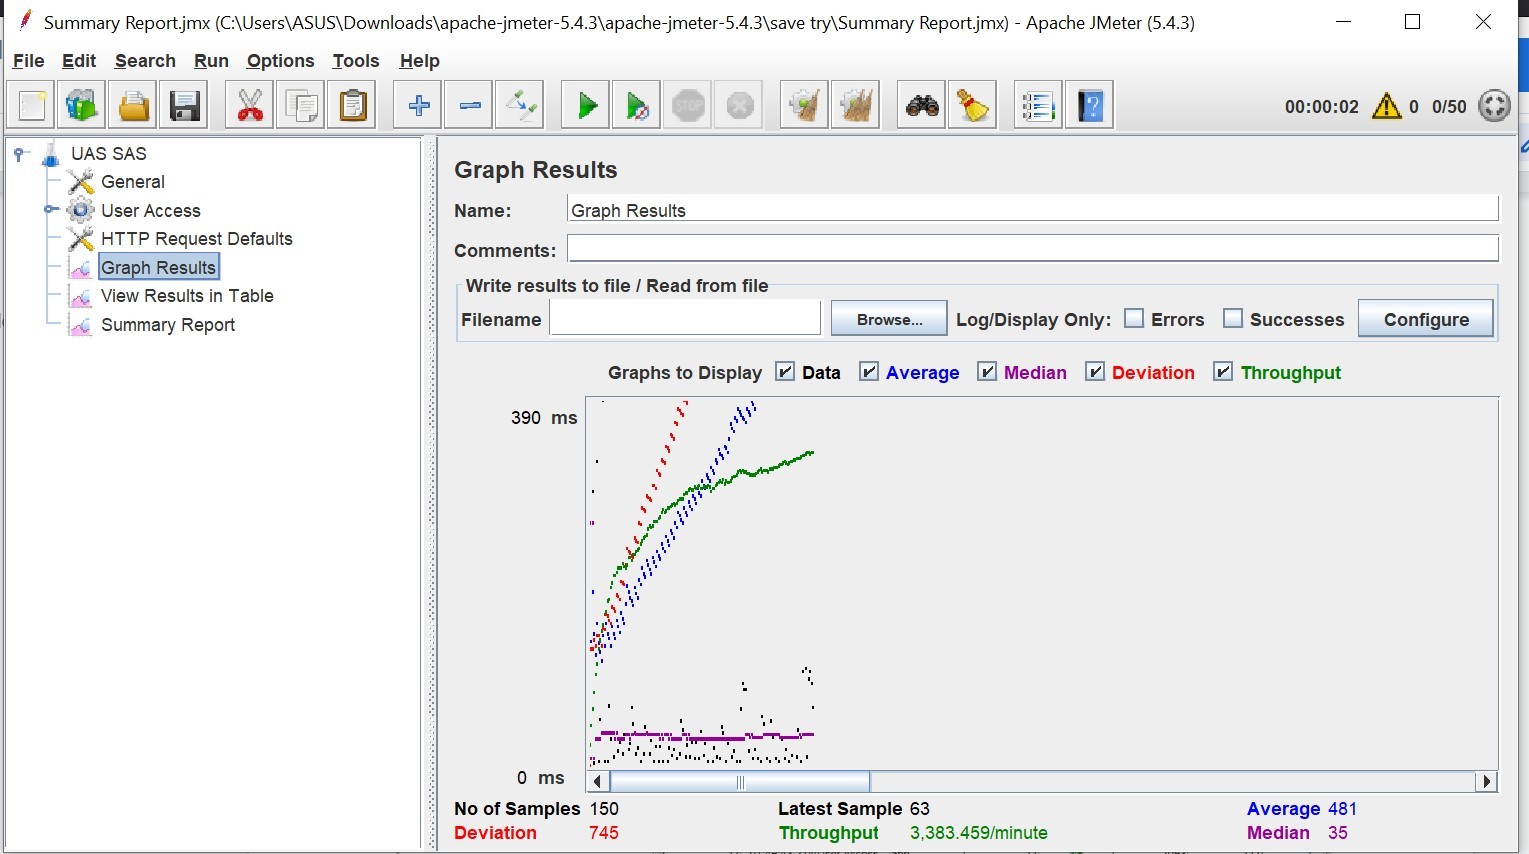 Summary Report.jmx (C:\Users\ASUS\Downloads\apache-jmeter-5.4.3\apache-jmeter-5.4.3\save try\Summary Report.jmx) - Apache JMeter (5.4.3)
File Edit Search Run Options Tools Help
STOP 00:00:02 0 0/50
UAS SAS
General
User Access
HTTP Request Defaults
Graph Results
View Results in Table
Summary Report
Graph Results
Name: Graph Results
Comments:
Write results to file / Read from file
Filename Browse... Log/Display Only: Errors Successes Configure
Graphs to Display Data Average Median Deviation Throughput
390 ms
0 ms
No of Samples 150 Latest Sample 63 Average 481
Deviation 745 Throughput 3,383.459/minute Median 35